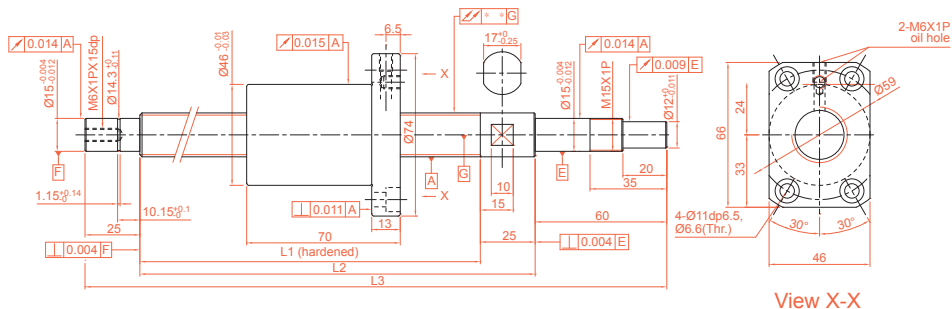 0.014 A
Ø15-0.004
-0.012
M6X1PX15dp
Ø14.3+0
-0.11
Ø46-0.01
-0.03
0.015 A
6.5
* * G
17+0
-0.25
Ø15-0.004
-0.012
0.014 A
M15X1P
0.009 E
Ø12+0
-0.011
2-M6X1P
oil hole
X
Ø74
X
F
A
G
E
Ø59
24
66
33
1.15+0.14
0
10.15+0.1
0
0.011 A
10
15
20
35
25
70
13
25
60
0.004 F
0.004 E
L1 (hardened)
L2
L3
4-Ø11dp6.5,
Ø6.6(Thr.)
30°
30°
46
View X-X